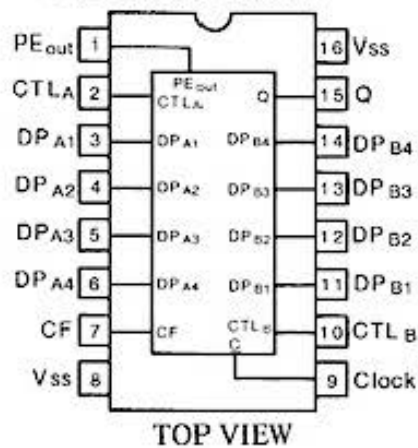 PEout 1 16 Vss
PEout
CTLA 2 CTLA Q 15 Q
DPA1 3 DPA1 DPB4 14 DPB4
DPA2 4 DPA2 DPB3 13 DPB3
DPA3 5 DPA3 DPB2 12 DPB2
DPA4 6 DPA4 DPB1 11 DPB1
CF 7 CF CTLB 10 CTLB
C
Vss 8 9 Clock
TOP VIEW